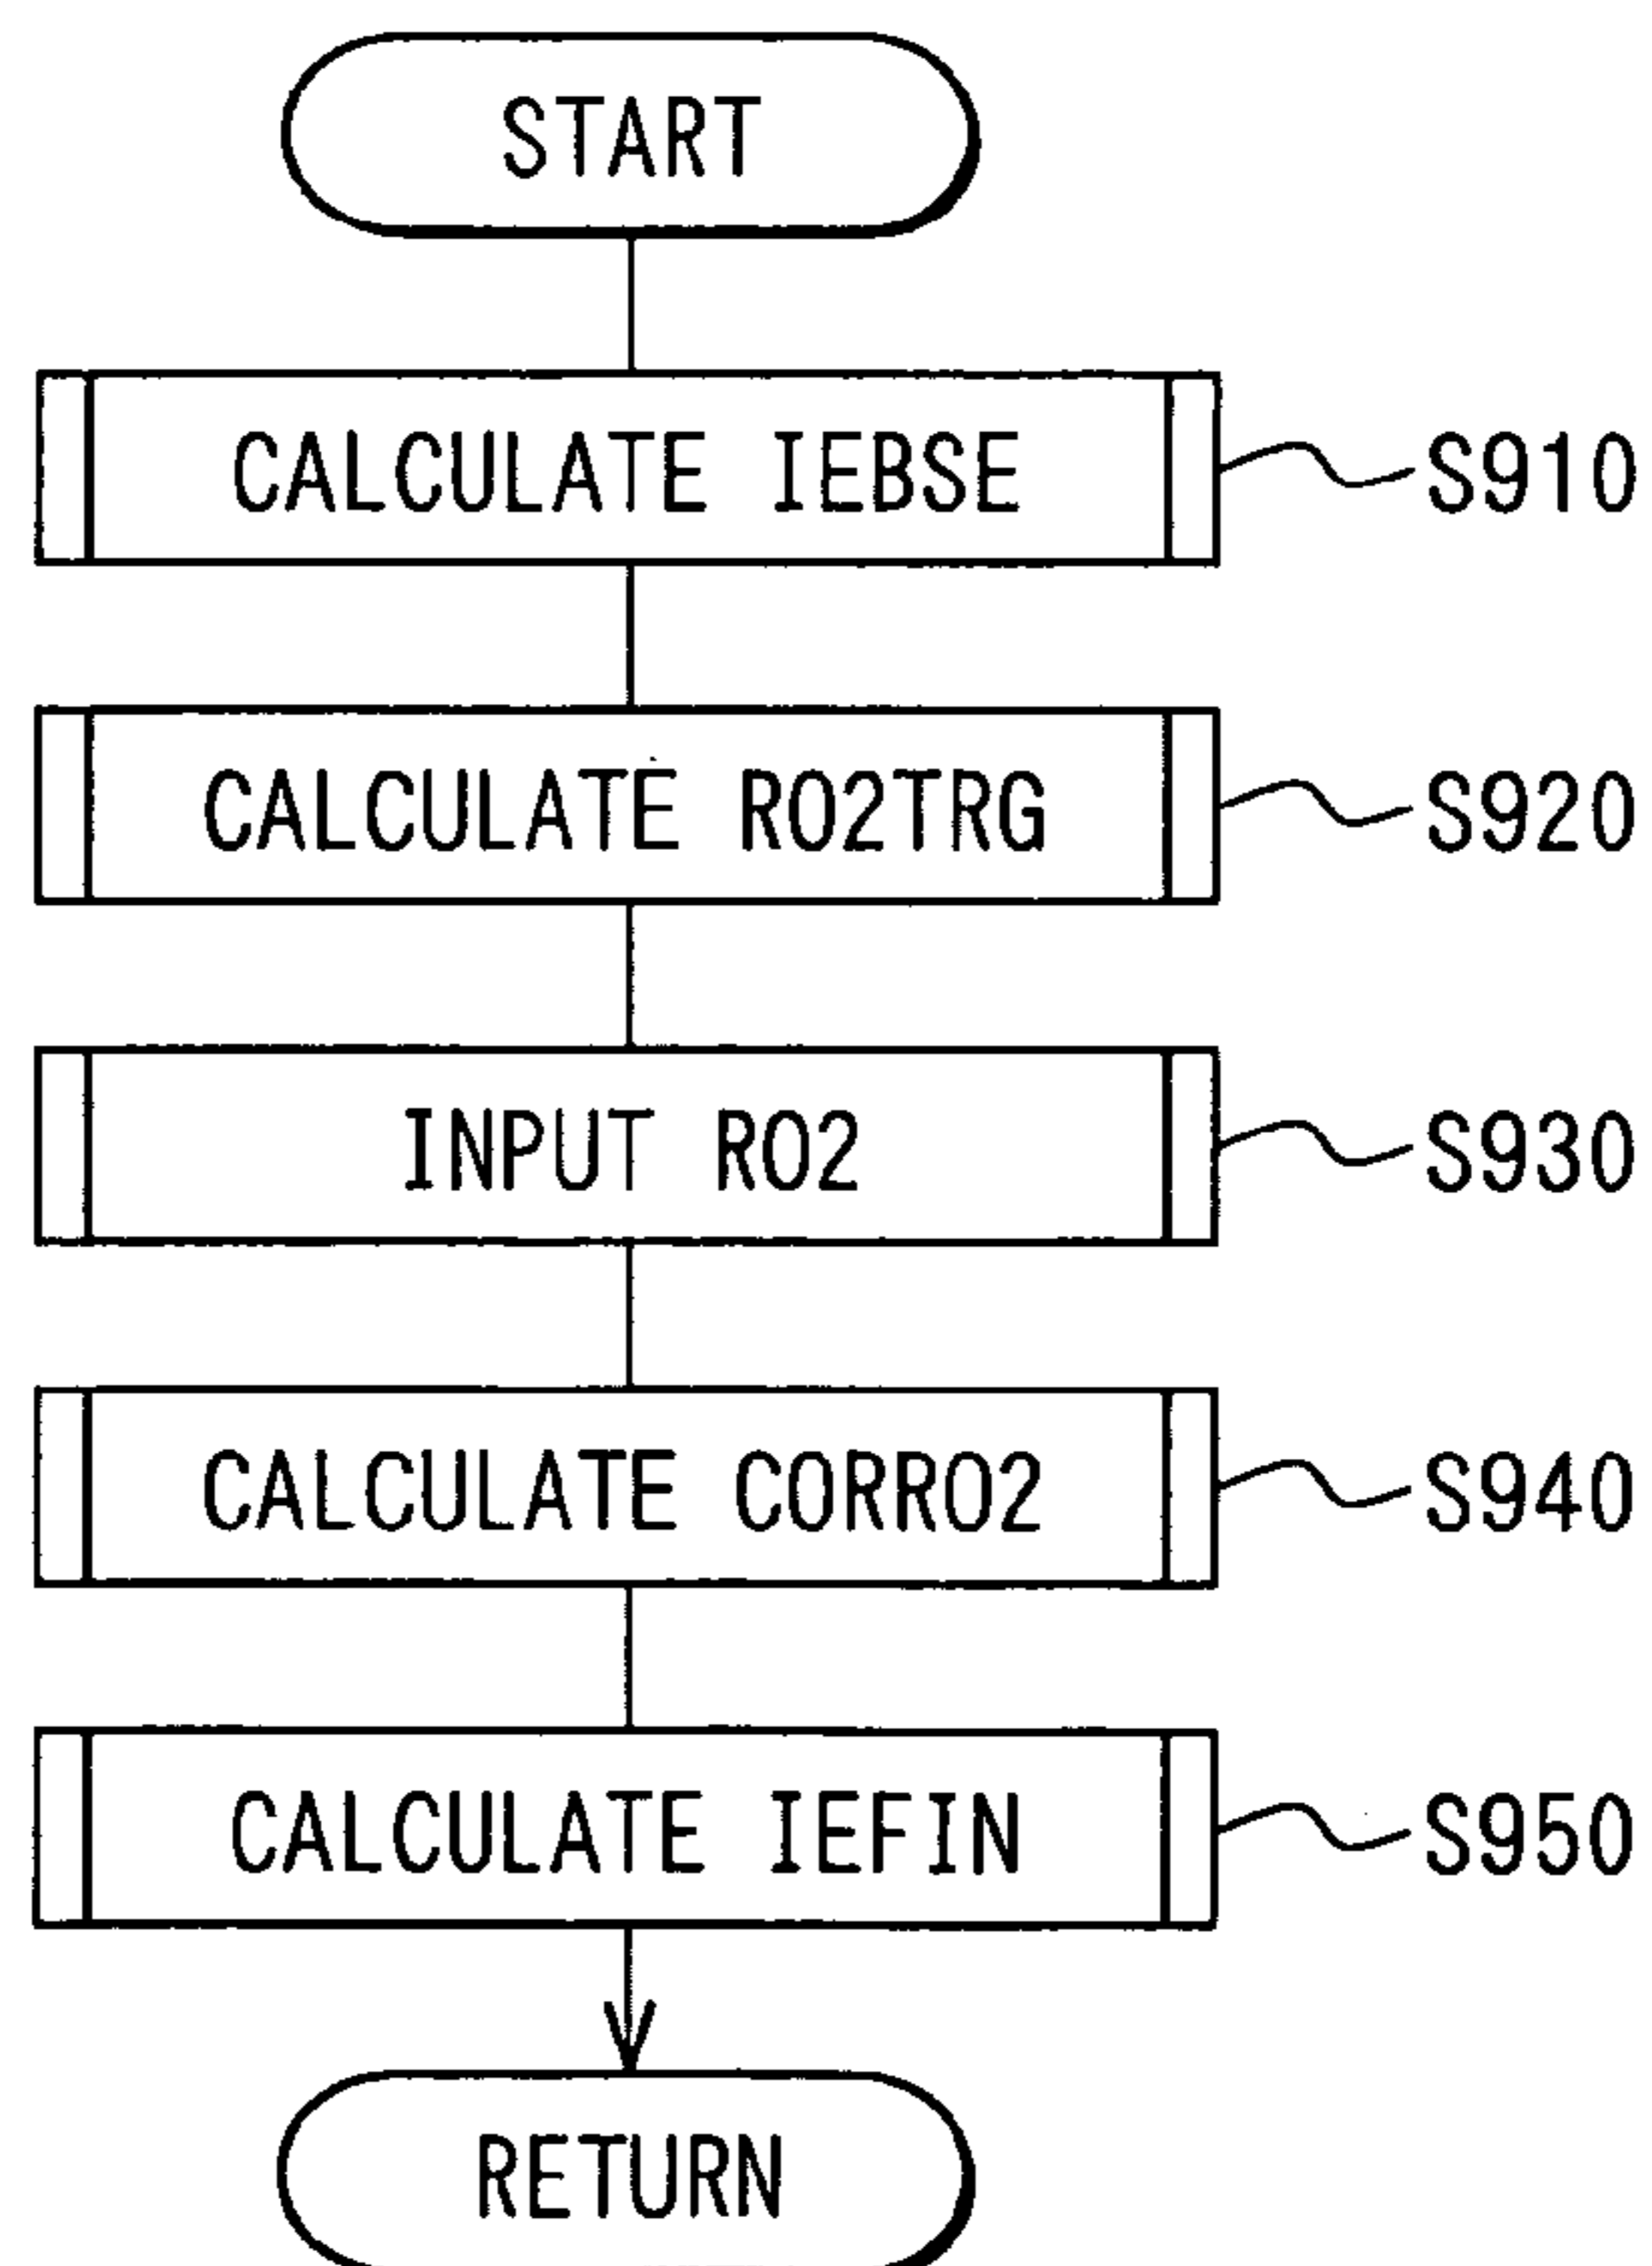 START
CALCULATE IEBSE
S910
CALCULATE RO2TRG
S920
INPUT RO2
S930
CALCULATE CORRO2
S940
CALCULATE IEFIN
S950
RETURN